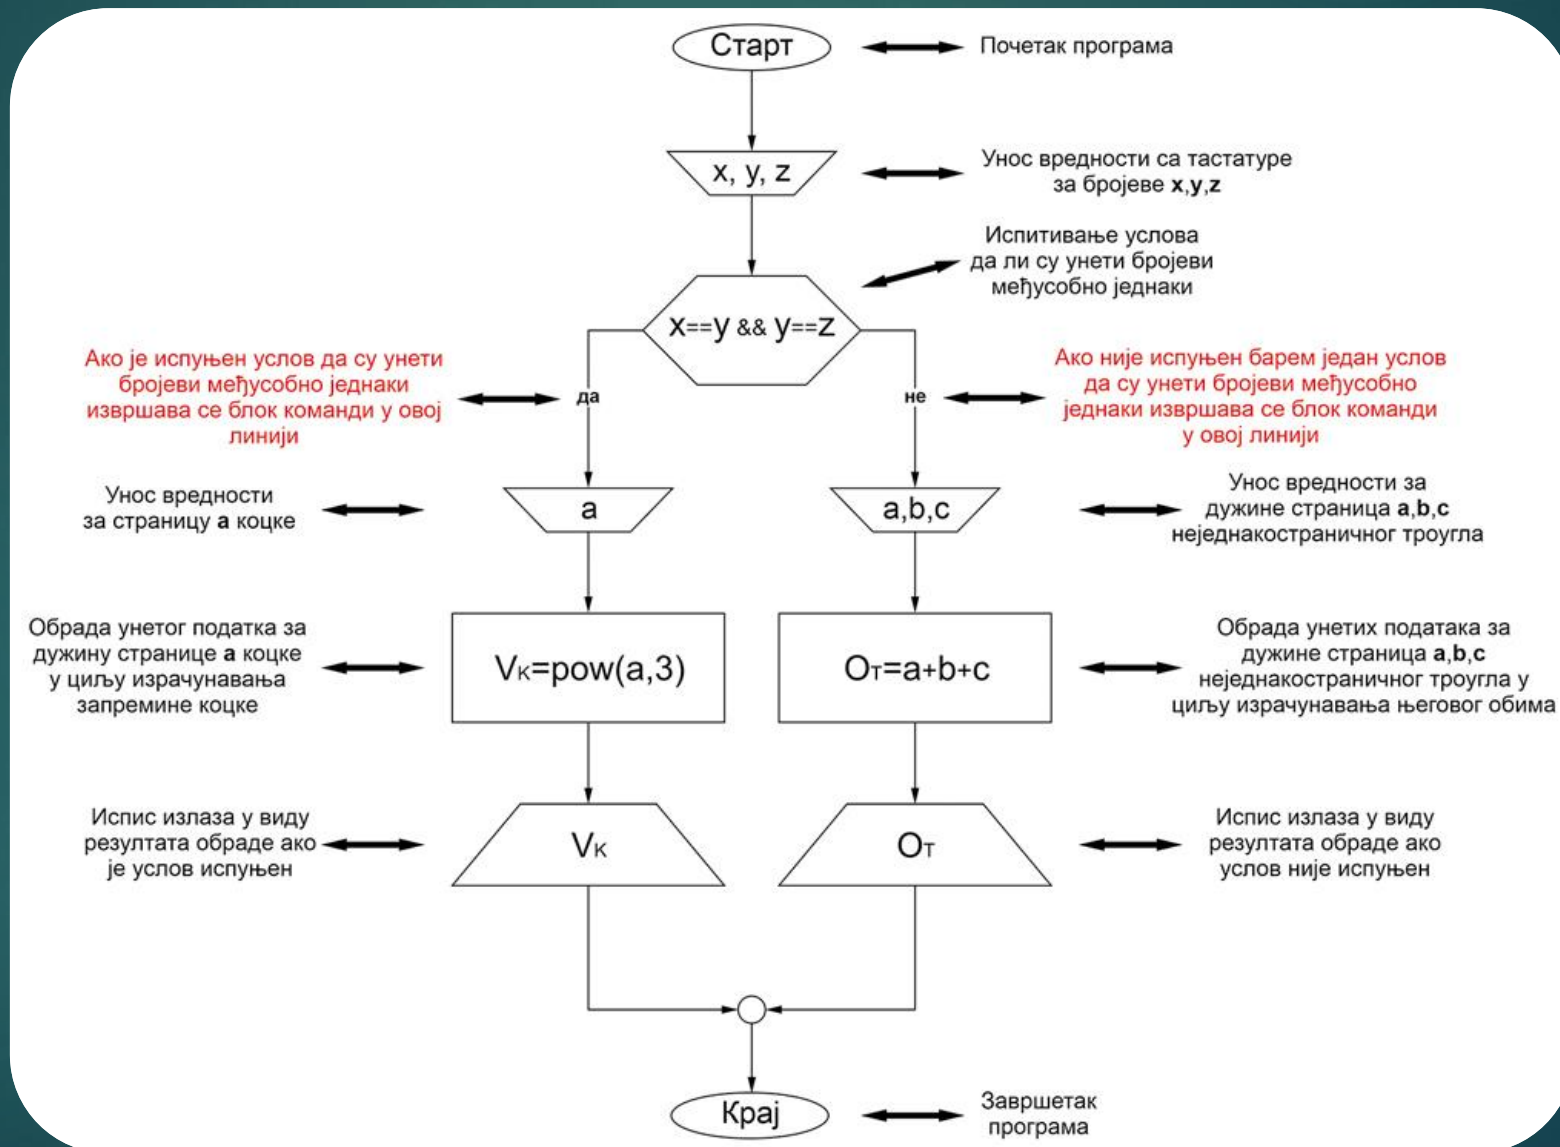 Старт
Почетак програма
x, y, z
Унос вредности са тастатуре
за бројеве x,y,z
Испитивање услова
да ли су унети бројеви
међусобно једнаки
x==y && y==z
Ако је испуњен услов да су унети
бројеви међусобно једнаки
извршава се блок команди у овој
линији
да
не
Ако није испуњен барем један услов
да су унети бројеви међусобно
једнаки извршава се блок команди
у овој линији
Унос вредности
за страницу a коцке
a
a,b,c
Унос вредности за
дужине страница a,b,c
неједнакостраничног троугла
Обрада унетог податка за
дужину странице a коцке
у циљу израчунавања
запремине коцке
Vк=pow(a,3)
Oт=a+b+c
Обрада унетих података за
дужине страница a,b,c
неједнакостраничног троугла у
циљу израчунавања његовог обима
Испис излаза у виду
резултата обраде ако
је услов испуњен
Vк
Oт
Испис излаза у виду
резултата обраде ако
услов није испуњен
Крај
Завршетак
програма